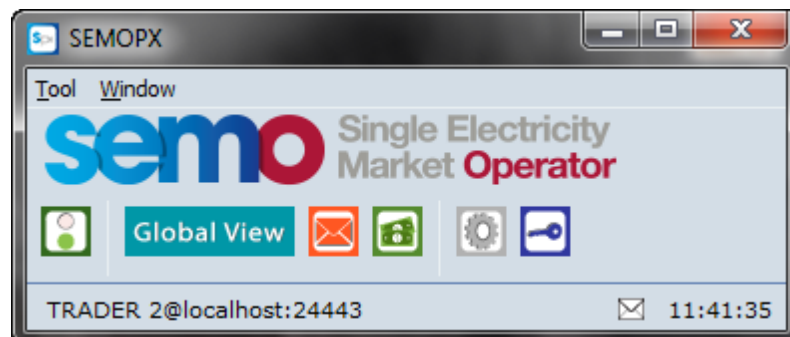 SEMOPX
Tool Window
semo Single Electricity
Market Operator
Global View
TRADER 2@localhost:24443 11:41:35